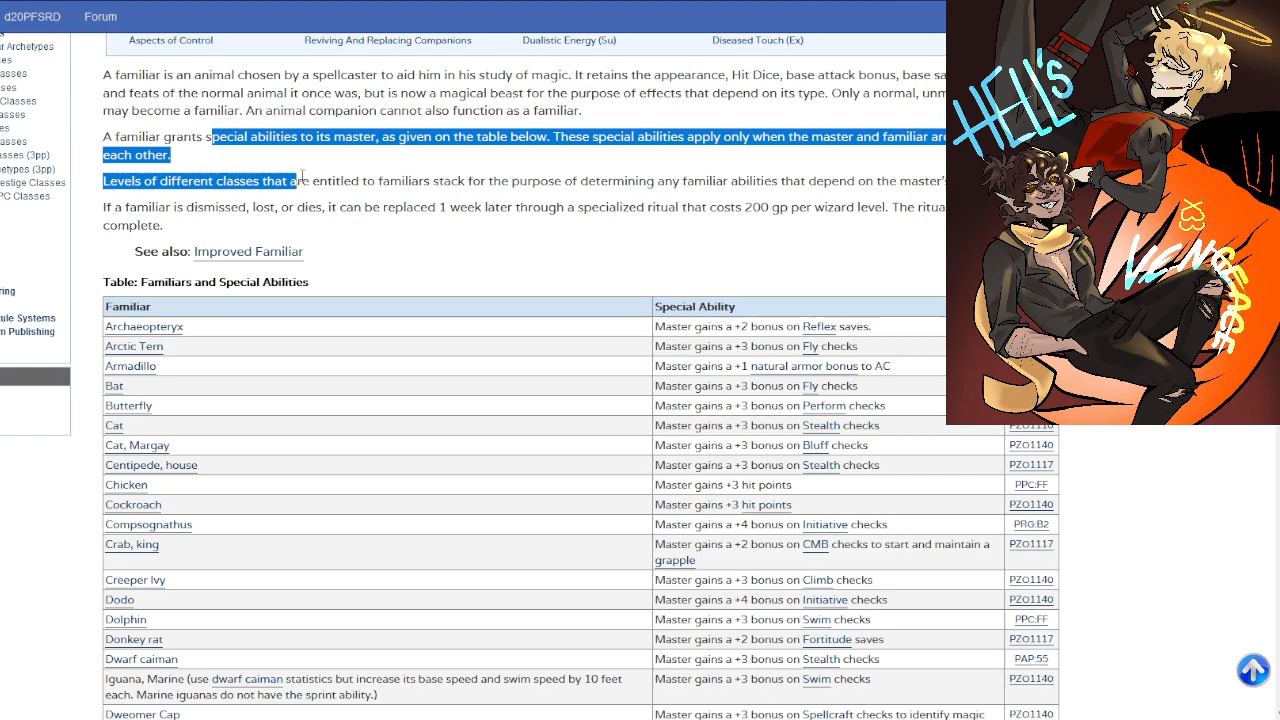 d20PFSRD Forum
Aspects of Control Reviving And Replacing Companions Dualistic Energy (Su) Diseased Touch (Ex)
A familiar is an animal chosen by a spellcaster to aid him in his study of magic. It retains the appearance, Hit Dice, base attack bonus, base sa
and feats of the normal animal it once was, but is now a magical beast for the purpose of effects that depend on its type. Only a normal, unm
may become a familiar. An animal companion cannot also function as a familiar.
A familiar grants special abilities to its master, as given on the table below. These special abilities apply only when the master and familiar are
each other.
Levels of different classes that are entitled to familiars stack for the purpose of determining any familiar abilities that depend on the master's
If a familiar is dismissed, lost, or dies, it can be replaced 1 week later through a specialized ritual that costs 200 gp per wizard level. The ritua
complete.
See also: Improved Familiar
Table: Familiars and Special Abilities
Familiar Special Ability
Archaeopteryx Master gains a +2 bonus on Reflex saves.
Arctic Tern Master gains a +3 bonus on Fly checks
Armadillo Master gains a +1 natural armor bonus to AC
Bat Master gains a +3 bonus on Fly checks
Butterfly Master gains a +3 bonus on Perform checks
Cat Master gains a +3 bonus on Stealth checks PZO1110
Cat, Margay Master gains a +3 bonus on Bluff checks PZO1140
Centipede, house Master gains a +3 bonus on Stealth checks PZO1117
Chicken Master gains +3 hit points PPC:FF
Cockroach Master gains +3 hit points PZO1140
Compsognathus Master gains a +4 bonus on Initiative checks PRG:B2
Crab, king Master gains a +2 bonus on CMB checks to start and maintain a PZO1117
grapple
Creeper Ivy Master gains a +3 bonus on Climb checks PZO1140
Dodo Master gains a +4 bonus on Initiative checks PZO1140
Dolphin Master gains a +3 bonus on Swim checks PPC:FF
Donkey rat Master gains a +2 bonus on Fortitude saves PZO1117
Dwarf caiman Master gains a +3 bonus on Stealth checks PAP:55
Iguana, Marine (use dwarf caiman statistics but increase its base speed and swim speed by 10 feet Master gains a +3 bonus on Swim checks PZO1140
each. Marine iguanas do not have the sprint ability.)
Dweomer Cap Master gains a +3 bonus on Spellcraft checks to identify magic PZO1140
ur Archetypes
Classes
lasses (3pp)
hetypes (3pp)
estige Classes
PC Classes
ring
ule Systems
m Publishing
HELL'S
VENGEACE